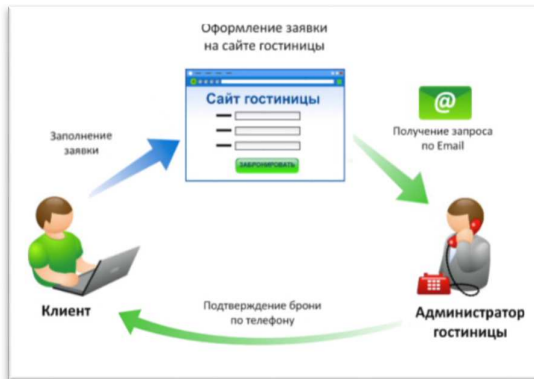 Оформление заявки
на сайте гостиницы
Сайт гостиницы
ЗАБРОНИРОВАТЬ
Заполнение
заявки
@
Получение запроса
по Email
Клиент
Подтверждение брони
по телефону
Администратор
гостиницы